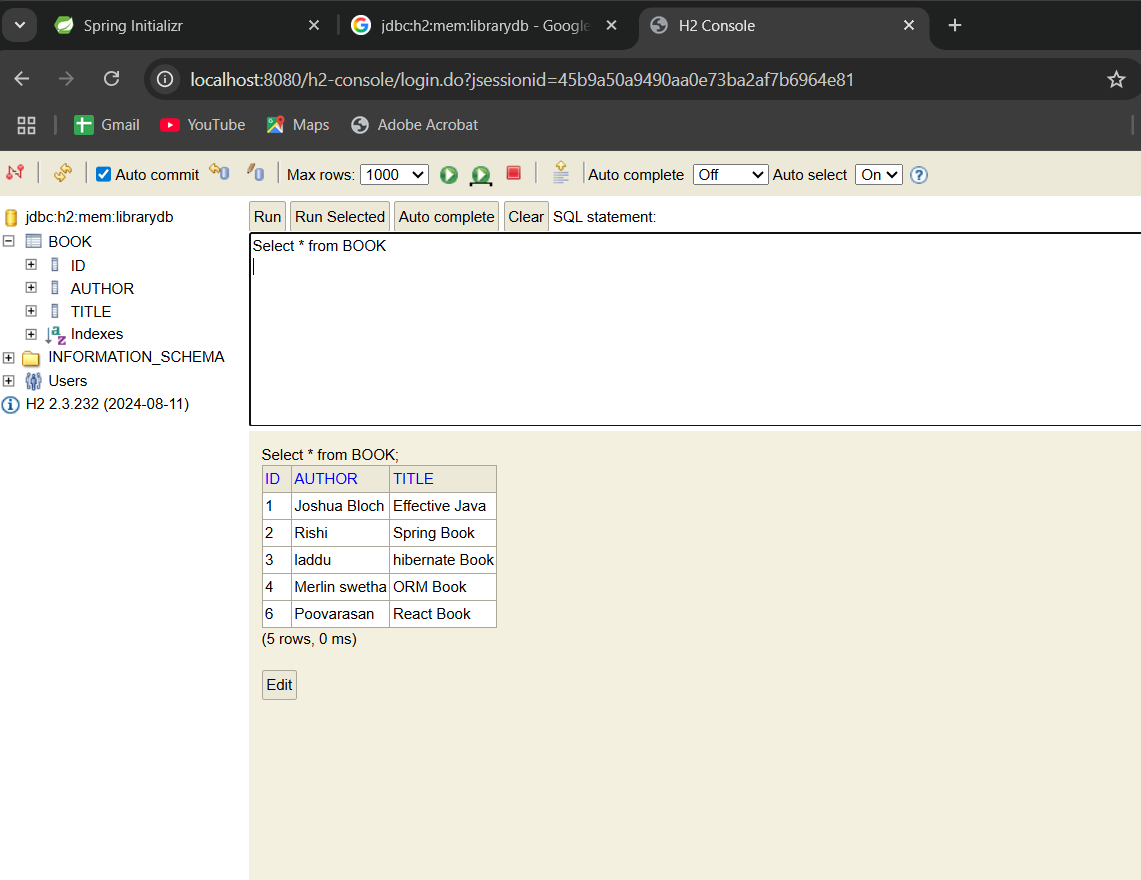 Spring Initializr
jdbc:h2:mem:librarydb - Google
H2 Console
localhost:8080/h2-console/login.do?jsessionid=45b9a50a9490aa0e73ba2af7b6964e81
Gmail YouTube Maps Adobe Acrobat
Auto commit Max rows: 1000 Auto complete Off Auto select On
jdbc:h2:mem:librarydb
BOOK
ID
AUTHOR
TITLE
Indexes
INFORMATION_SCHEMA
Users
H2 2.3.232 (2024-08-11)
Run Run Selected Auto complete Clear SQL statement:
Select * from BOOK
Select * from BOOK;
ID AUTHOR TITLE
1 Joshua Bloch Effective Java
2 Rishi Spring Book
3 laddu hibernate Book
4 Merlin swetha ORM Book
6 Poovarasan React Book
(5 rows, 0 ms)
Edit